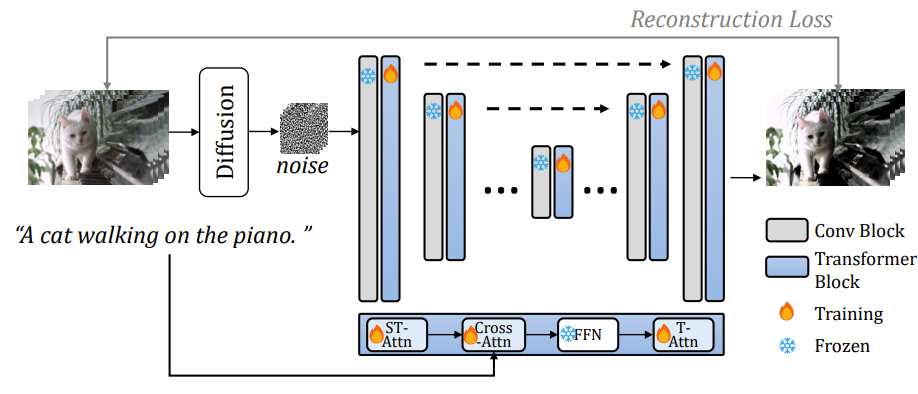 Reconstruction Loss
Diffusion
noise
“A cat walking on the piano. ”
Conv Block
Transformer
Block
Training
Frozen
ST-
Attn
Cross
-Attn
FFN
T-
Attn